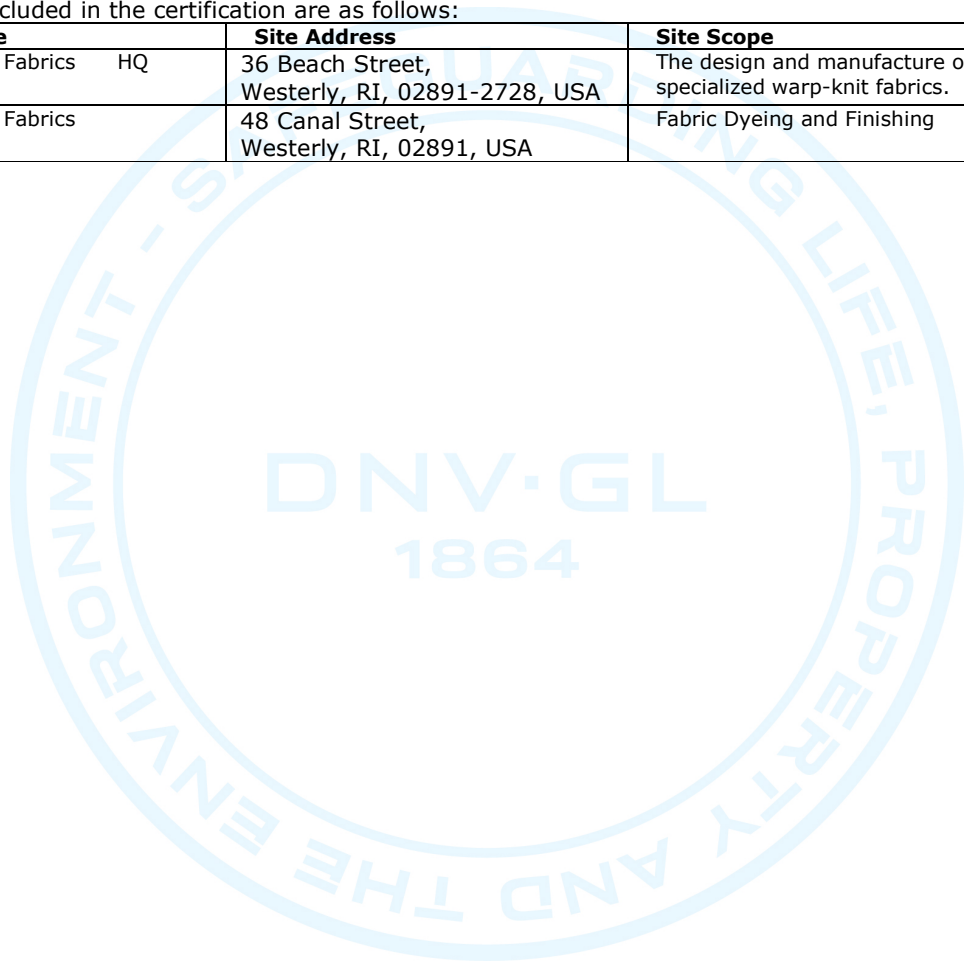 cluded in the certification are as follows:
e Site Address Site Scope
Fabrics HQ 36 Beach Street, Westerly, RI, 02891-2728, USA The design and manufacture o specialized warp-knit fabrics.
Fabrics 48 Canal Street, Westerly, RI, 02891, USA Fabric Dyeing and Finishing
SAFEGUARDING LIFE, PROPERTY AND THE ENVIRONMENT -
DNV·GL
1864